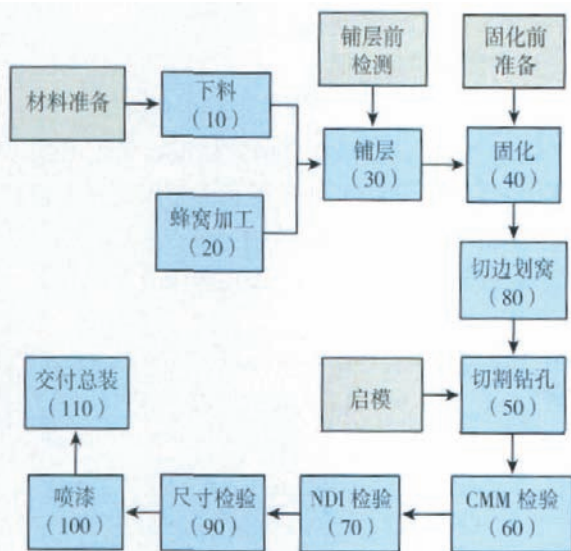 铺层前
检测
固化前
准备
材料准备
下料
（10）
铺层
（30）
固化
（40）
蜂窝加工
（20）
切边划窝
（80）
交付总装
（110）
启模
切割钻孔
（50）
喷漆
（100）
尺寸检验
（90）
NDI 检验
（70）
CMM 检验
（60）